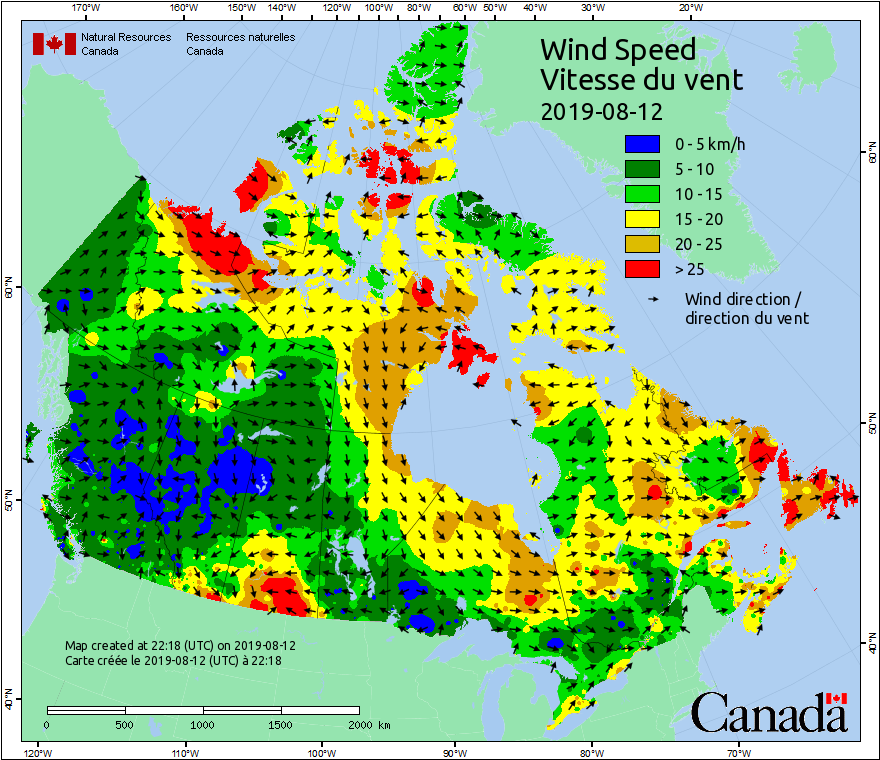 170°W 160°W 150°W 140°W 120°W 100°W 80°W 60°W 50°W 40°W 30°W 20°W
Natural Resources Ressources naturelles
Canada Canada
Wind Speed
Vitesse du vent
2019-08-12
0 - 5 km/h
5 - 10
10 - 15
15 - 20
20 - 25
> 25
Wind direction /
direction du vent
60°N
60°N
50°N
50°N
40°N
40°N
Map created at 22:18 (UTC) on 2019-08-12
Carte créée le 2019-08-12 (UTC) à 22:18
0 500 1000 1500 2000 km
Canada
120°W 110°W 100°W 90°W 80°W 70°W